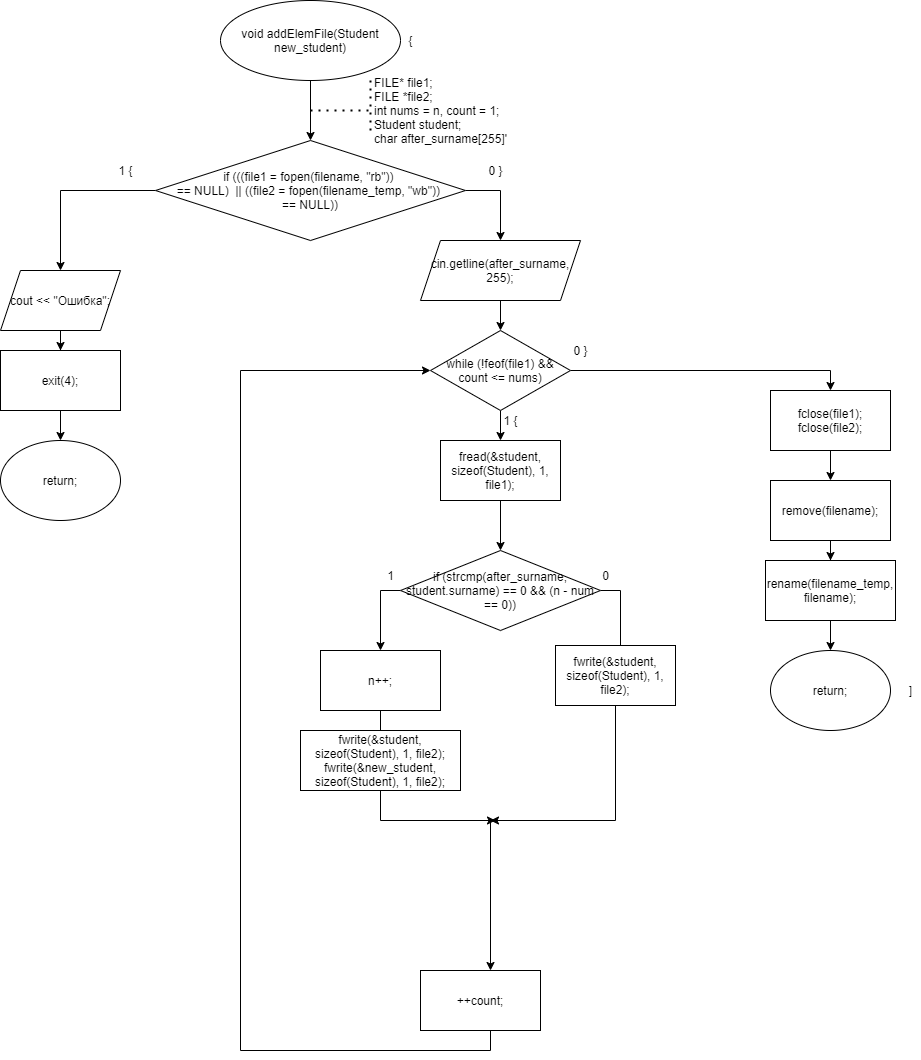 void addElemFile(Student
new_student)
{
FILE* file1;
FILE *file2;
int nums = n, count = 1;
Student student;
char after_surname[255]'
1 {
if (((file1 = fopen(filename, "rb"))
== NULL) || ((file2 = fopen(filename_temp, "wb"))
== NULL))
0 }
cout << "Ошибка";
exit(4);
return;
cin.getline(after_surname,
255);
while (!feof(file1) &&
count <= nums)
0 }
1 {
fread(&student,
sizeof(Student), 1,
file1);
1
if (strcmp(after_surname,
student.surname) == 0 && (n - num
== 0))
0
n++;
fwrite(&student,
sizeof(Student), 1, file2);
fwrite(&new_student,
sizeof(Student), 1, file2);
fwrite(&student,
sizeof(Student), 1,
file2);
++count;
fclose(file1);
fclose(file2);
remove(filename);
rename(filename_temp,
filename);
return;
]